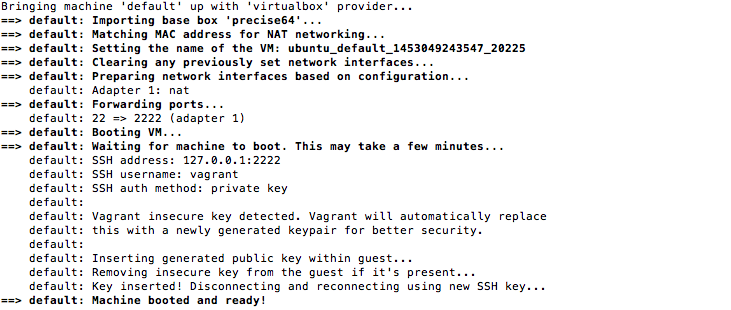 Bringing machine 'default' up with 'virtualbox' provider...
==> default: Importing base box 'precise64'...
==> default: Matching MAC address for NAT networking...
==> default: Setting the name of the VM: ubuntu_default_1453049243547_20225
==> default: Clearing any previously set network interfaces...
==> default: Preparing network interfaces based on configuration...
    default: Adapter 1: nat
==> default: Forwarding ports...
    default: 22 => 2222 (adapter 1)
==> default: Booting VM...
==> default: Waiting for machine to boot. This may take a few minutes...
    default: SSH address: 127.0.0.1:2222
    default: SSH username: vagrant
    default: SSH auth method: private key
    default:
    default: Vagrant insecure key detected. Vagrant will automatically replace
    default: this with a newly generated keypair for better security.
    default:
    default: Inserting generated public key within guest...
    default: Removing insecure key from the guest if it's present...
    default: Key inserted! Disconnecting and reconnecting using new SSH key...
==> default: Machine booted and ready!